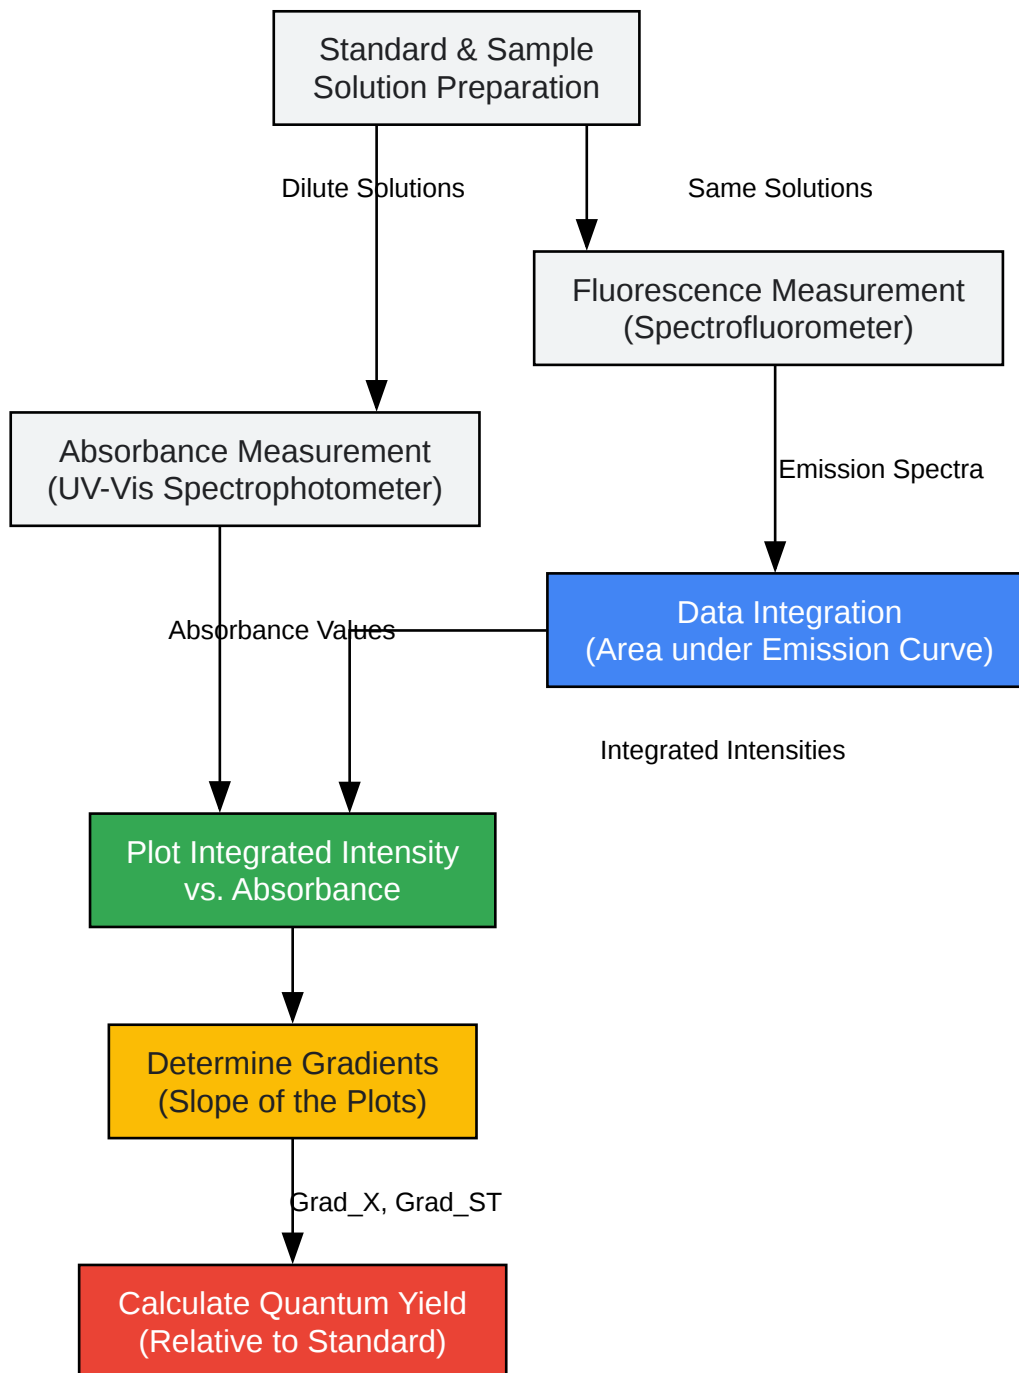 Standard & Sample
Solution Preparation
Dilute Solutions
Same Solutions
Fluorescence Measurement
(Spectrofluorometer)
Absorbance Measurement
(UV-Vis Spectrophotometer)
Emission Spectra
Data Integration
(Area under Emission Curve)
Absorbance Values
Integrated Intensities
Plot Integrated Intensity
vs. Absorbance
Determine Gradients
(Slope of the Plots)
Grad_X, Grad_ST
Calculate Quantum Yield
(Relative to Standard)